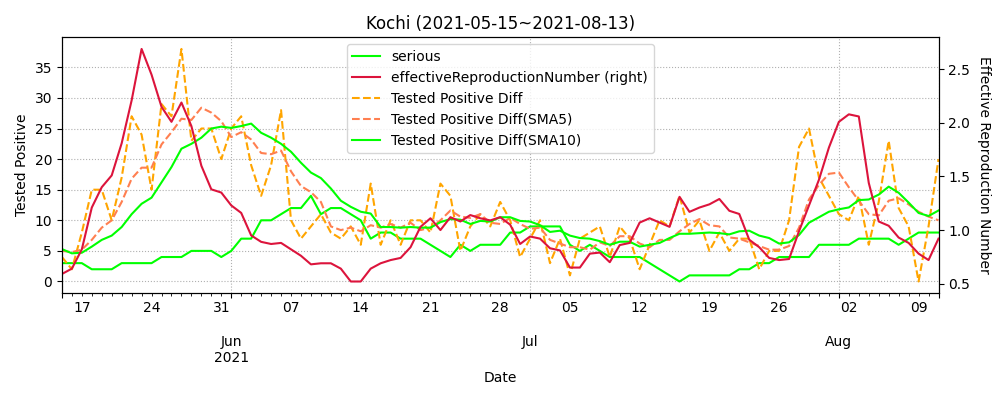 Kochi (2021-05-15~2021-08-13)
serious
effectiveReproductionNumber (right)
Tested Positive Diff
Tested Positive Diff(SMA5)
Tested Positive Diff(SMA10)
Tested Positive
35
30
25
20
15
10
5
0
Effective Reproduction Number
2.5
2.0
1.5
1.0
0.5
17 24 07 14 21 28 05 12 19 26 02 09
Jun Jul Aug
2021
Date